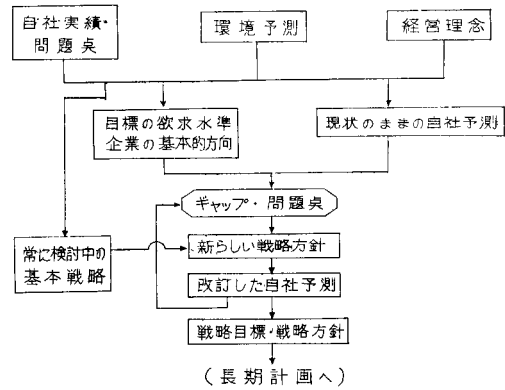 自社実績・
問題点
環境予測
経営理念
目標の欲求水準
企業の基本的方向
現状のままの自社予測
ギャップ・問題点
常に検討中の
基本戦略
新らしい戦略方針
改訂した自社予測
戦略目標・戦略方針
(長期計画へ)